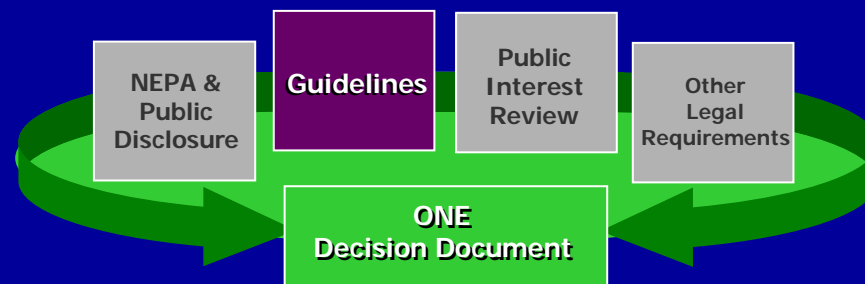 NEPA &
Public
Disclosure
Guidelines
Public
Interest
Review
Other
Legal
Requirements
ONE
Decision Document